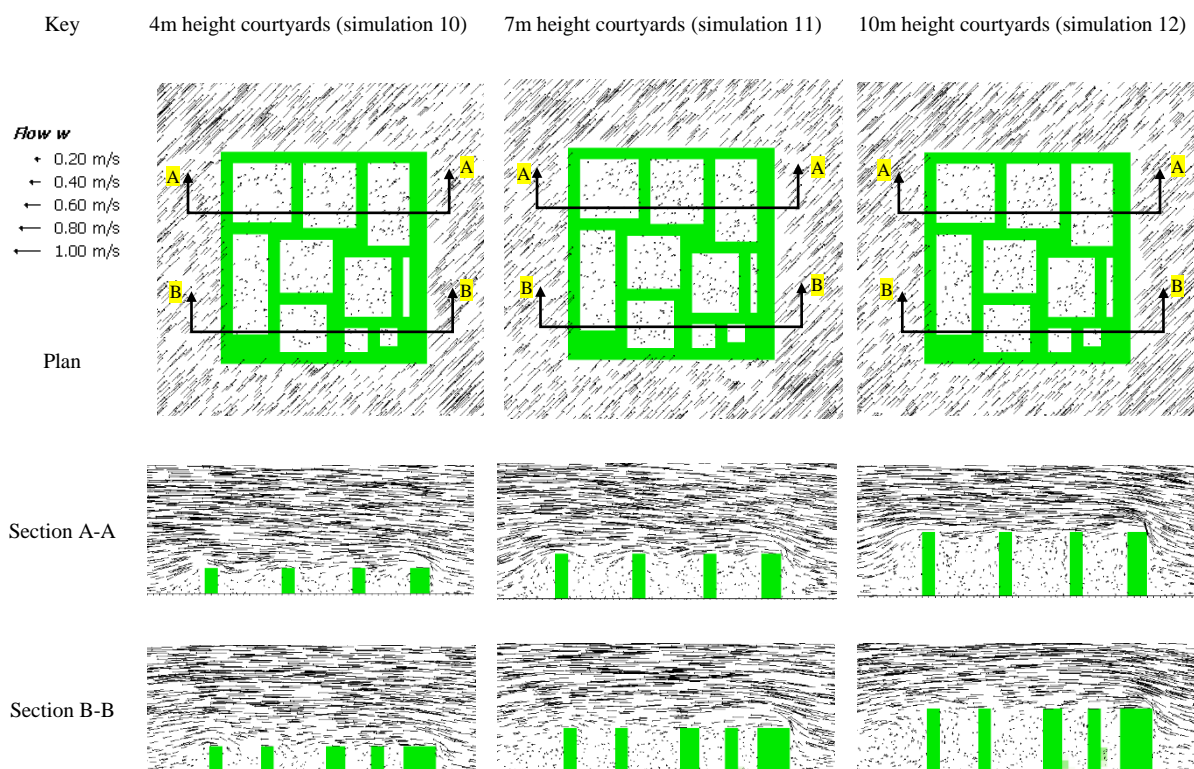 Key
4m height courtyards (simulation 10)
7m height courtyards (simulation 11)
10m height courtyards (simulation 12)
Flow w
0.20 m/s
0.40 m/s
0.60 m/s
0.80 m/s
1.00 m/s
A
A
A
A
A
A
B
B
B
B
B
B
Plan
Section A-A
Section B-B